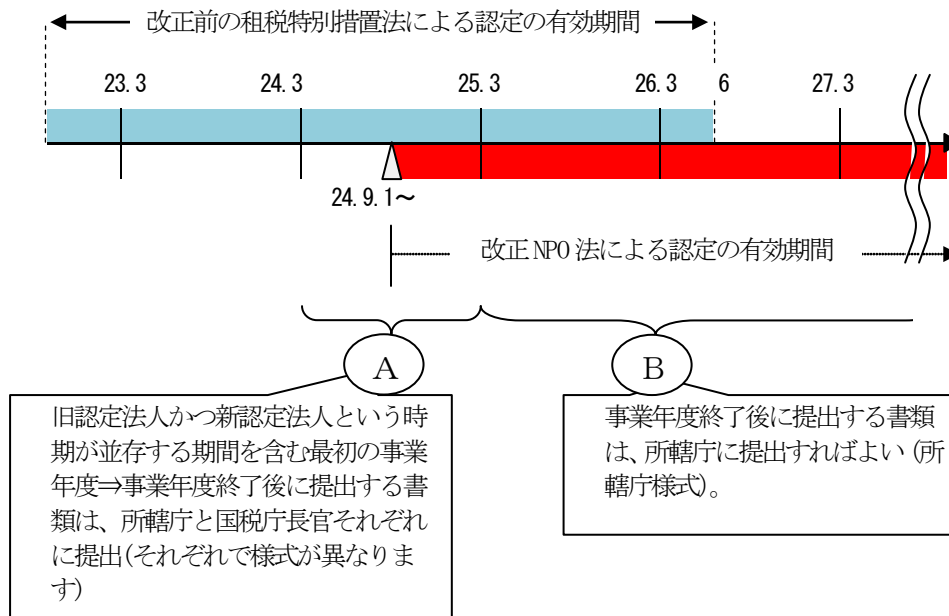 改正前の租税特別措置法による認定の有効期間
23.3 24.3 25.3 26.3 6 27.3
24.9.1～
改正NPO法による認定の有効期間
A
B
旧認定法人かつ新認定法人という時
期が並存する期間を含む最初の事業
年度⇒事業年度終了後に提出する書
類は、所轄庁と国税庁長官それぞれ
に提出(それぞれで様式が異なりま
す)
事業年度終了後に提出する書類
は、所轄庁に提出すればよい（所
轄庁様式）。